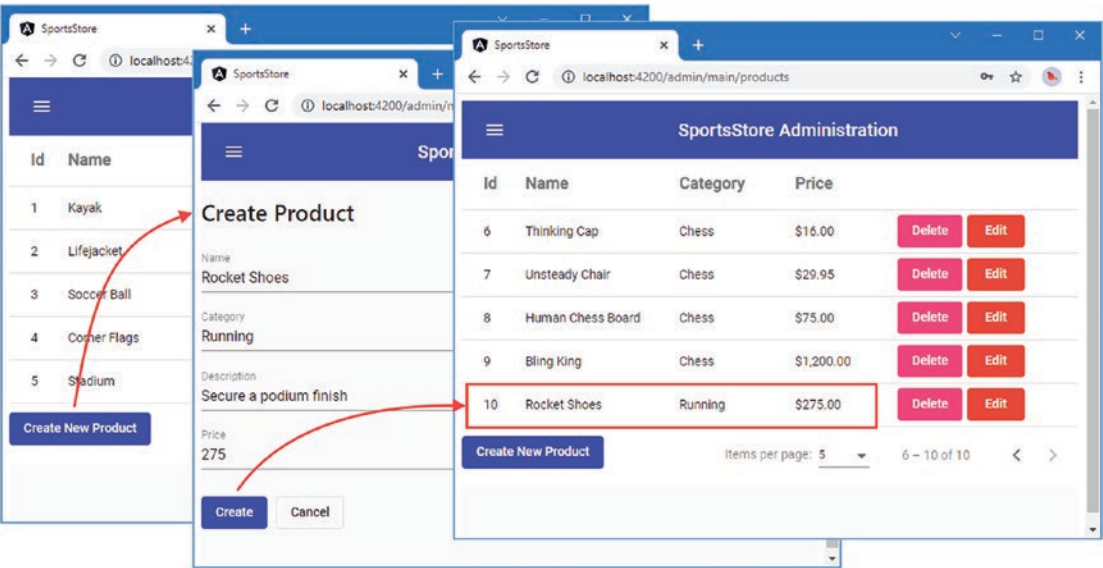 SportsStore
localhost:4
Id Name
1 Kayak
2 Lifejacket
3 Soccer Ball
4 Corner Flags
5 Stadium
Create New Product
SportsStore
localhost:4200/admin/
Spor
Create Product
Name
Rocket Shoes
Category
Running
Description
Secure a podium finish
Price
275
Create Cancel
SportsStore
localhost:4200/admin/main/products
SportsStore Administration
Id Name Category Price
6 Thinking Cap Chess $16.00 Delete Edit
7 Unsteady Chair Chess $29.95 Delete Edit
8 Human Chess Board Chess $75.00 Delete Edit
9 Bling King Chess $1,200.00 Delete Edit
10 Rocket Shoes Running $275.00 Delete Edit
Create New Product Items per page: 5 6 – 10 of 10